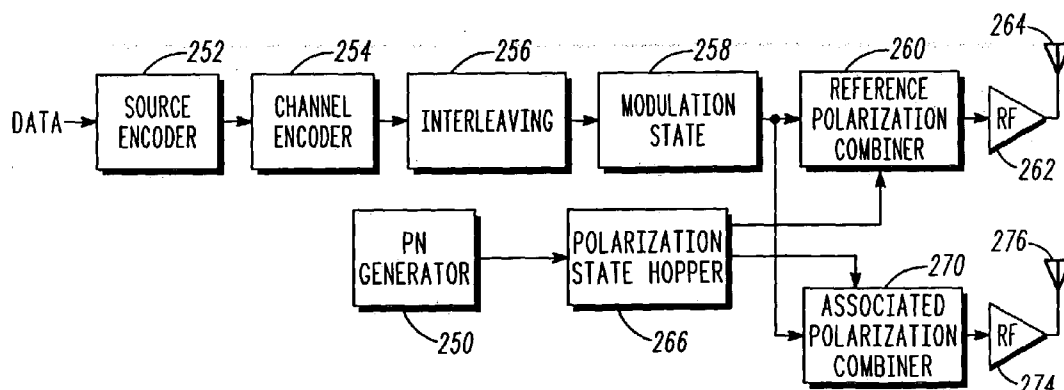 252
254
256
258
260
264
DATA
SOURCE
ENCODER
CHANNEL
ENCODER
INTERLEAVING
MODULATION
STATE
REFERENCE
POLARIZATION
COMBINER
RF
262
PN
GENERATOR
250
POLARIZATION
STATE HOPPER
266
270
276
ASSOCIATED
POLARIZATION
COMBINER
RF
274